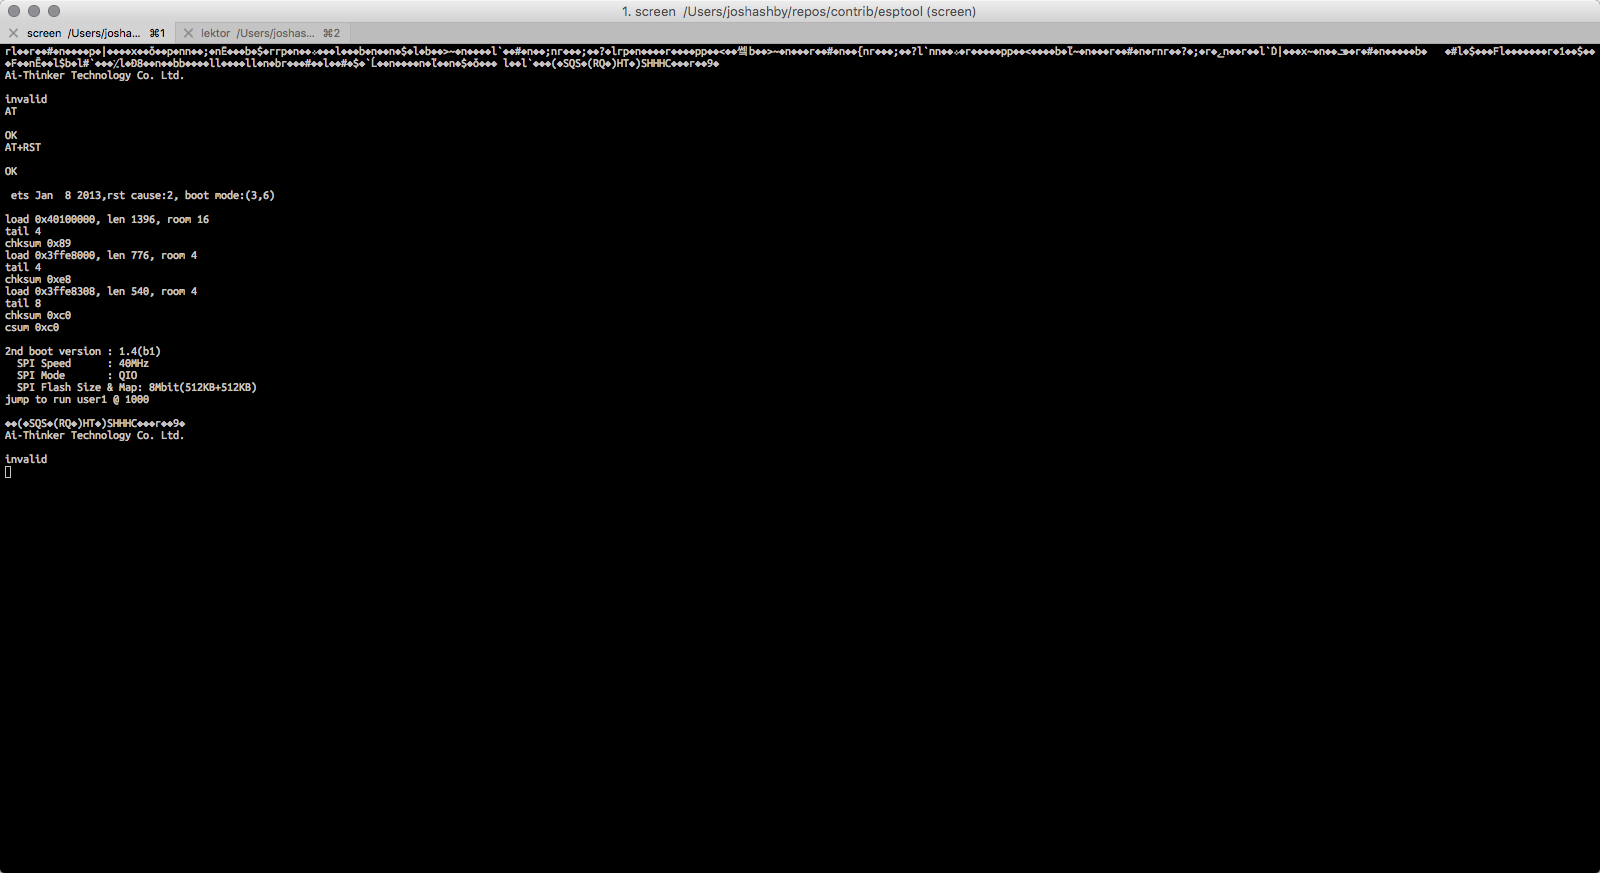 1. screen /Users/joshashby/repos/contrib/esptool (screen)
screen /Users/josha... ⌘1
lektor /Users/joshas... ⌘2
Ai-Thinker Technology Co. Ltd.
invalid
AT
OK
AT+RST
OK
ets Jan  8 2013,rst cause:2, boot mode:(3,6)
load 0x40100000, len 1396, room 16
tail 4
chksum 0x89
load 0x3ffe8000, len 776, room 4
tail 4
chksum 0xe8
load 0x3ffe8308, len 540, room 4
tail 8
chksum 0xc0
csum 0xc0
2nd boot version : 1.4(b1)
SPI Speed      : 40MHz
SPI Mode       : QIO
SPI Flash Size & Map: 8Mbit(512KB+512KB)
jump to run user1 @ 1000
◆◆(◆SQS◆(RQ◆)HT◆)SHHHC◆◆◆r◆◆9◆
Ai-Thinker Technology Co. Ltd.
invalid